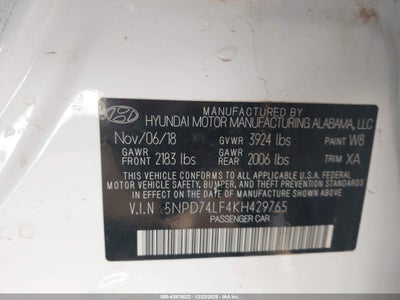 MANUFACTURED BY
HYUNDAI MOTOR MANUFACTURING ALABAMA, LLC
Nov/06/18 GVWR 3924 lbs PAINT W8
GAWR FRONT 2183 lbs GAWR REAR 2006 lbs TRIM XA
THIS VEHICLE CONFORMS TO ALL APPLICABLE U.S.A. FEDERAL
MOTOR VEHICLE SAFETY, BUMPER, AND THEFT PREVENTION
STANDARDS IN EFFECT ON THE DATE OF MANUFACTURE SHOWN ABOVE.
V.I.N 5NPD74LF4KH429765
PASSENGER CAR